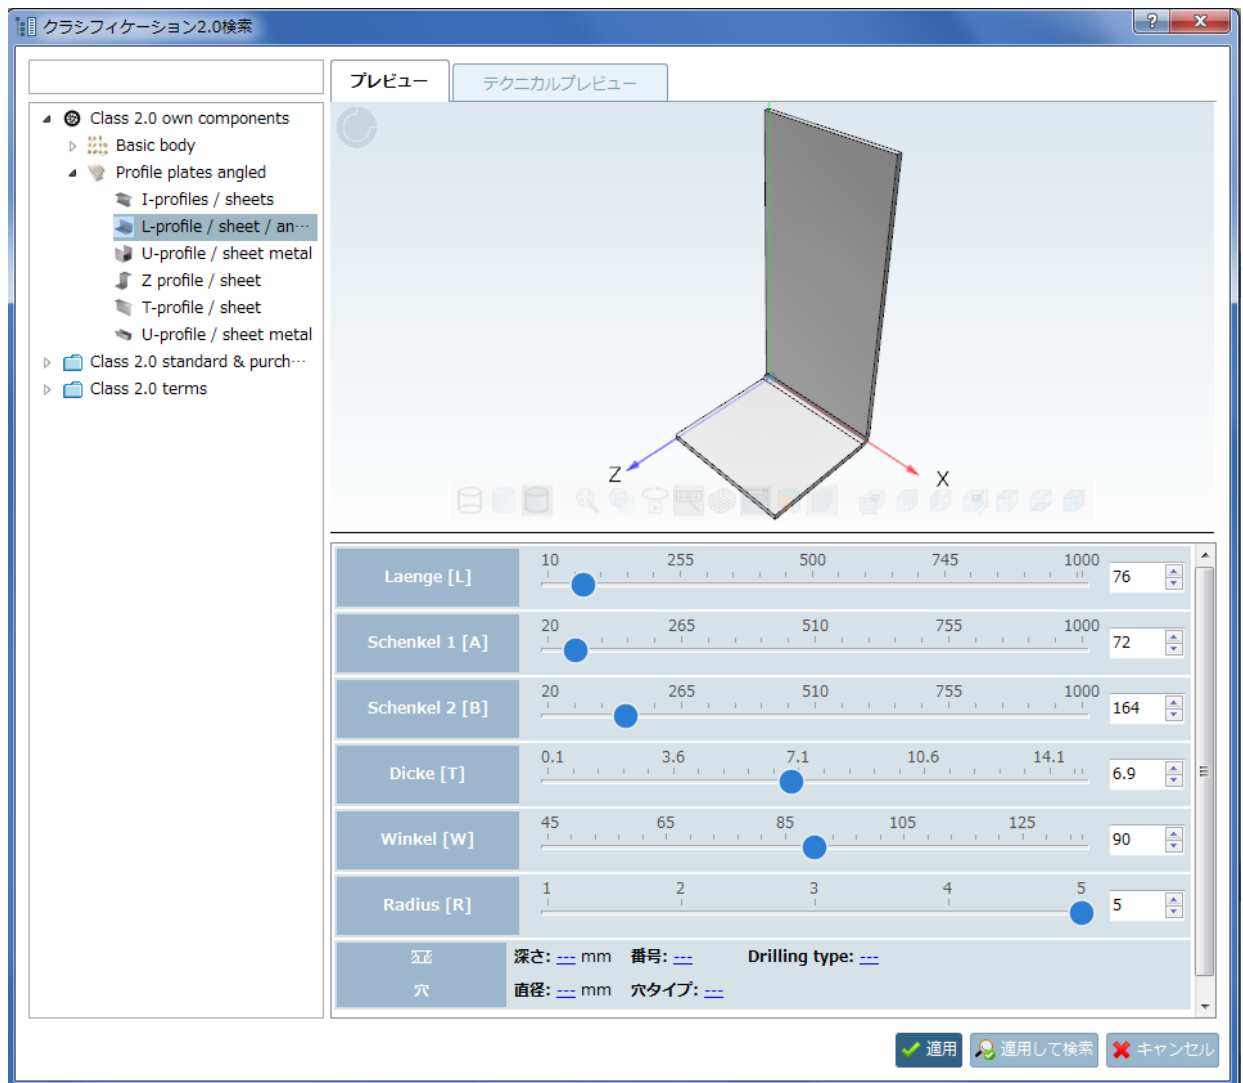 クラシフィケーション2.0検索
?
プレビュー
テクニカルプレビュー
Class 2.0 own components
Basic body
Profile plates angled
I-profiles / sheets
L-profile / sheet / an···
U-profile / sheet metal
Z profile / sheet
T-profile / sheet
U-profile / sheet metal
Class 2.0 standard & purch···
Class 2.0 terms
Z
X
Laenge [L]
10 255 500 745 1000
76
Schenkel 1 [A]
20 265 510 755 1000
72
Schenkel 2 [B]
20 265 510 755 1000
164
Dicke [T]
0.1 3.6 7.1 10.6 14.1
6.9
Winkel [W]
45 65 85 105 125
90
Radius [R]
1 2 3 4 5
5
深さ: --- mm 番号: --- Drilling type: ---
穴
直径: --- mm 穴タイプ: ---
適用
適用して検索
キャンセル